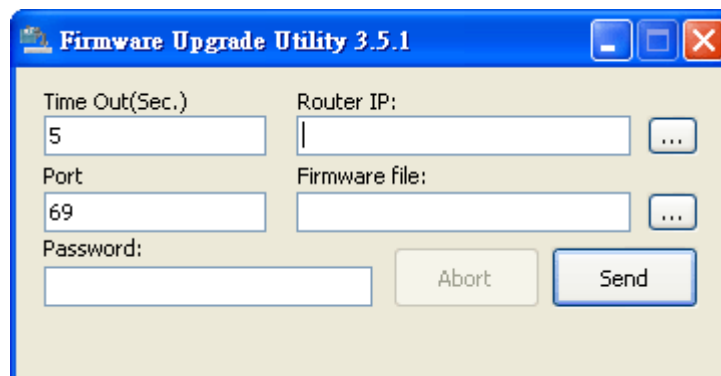 Firmware Upgrade Utility 3.5.1
Time Out(Sec.) Router IP:
5 ...
Port Firmware file:
69 ...
Password:
Abort Send